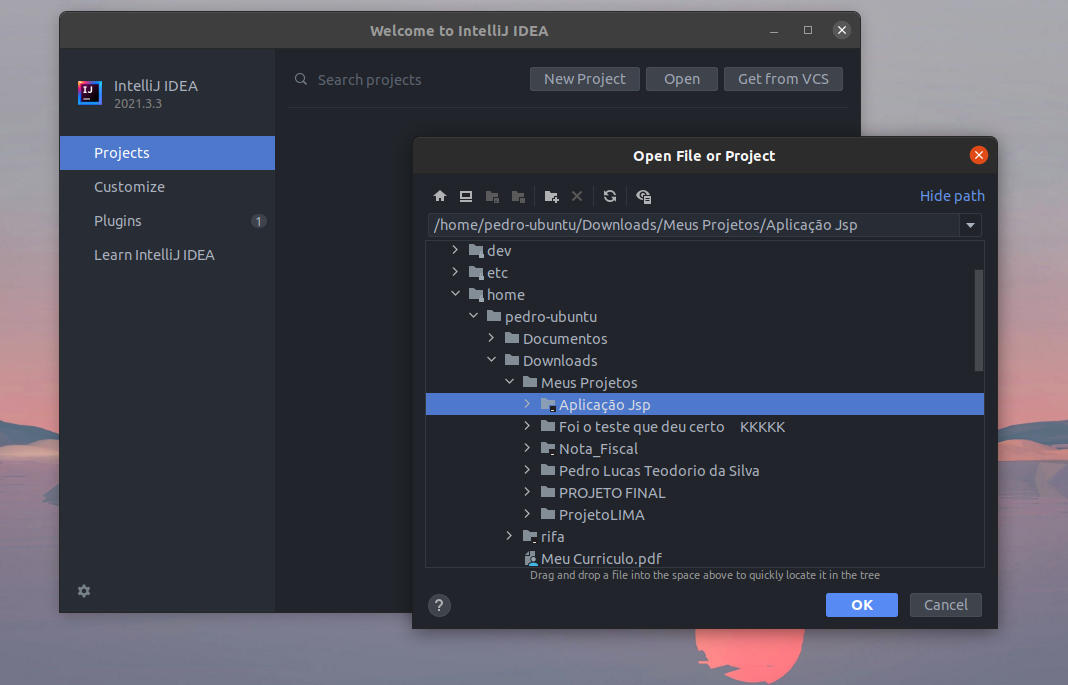 Welcome to IntelliJ IDEA
IJ
IntelliJ IDEA
2021.3.3
Search projects
New Project
Open
Get from VCS
Projects
Customize
Plugins
1
Learn IntelliJ IDEA
Open File or Project
Hide path
/home/pedro-ubuntu/Downloads/Meus Projetos/Aplicação Jsp
dev
etc
home
pedro-ubuntu
Documentos
Downloads
Meus Projetos
Aplicação Jsp
Foi o teste que deu certo KKKKK
Nota_Fiscal
Pedro Lucas Teodorio da Silva
PROJETO FINAL
ProjetoLIMA
rifa
Meu Curriculo.pdf
Drag and drop a file into the space above to quickly locate it in the tree
?
OK
Cancel